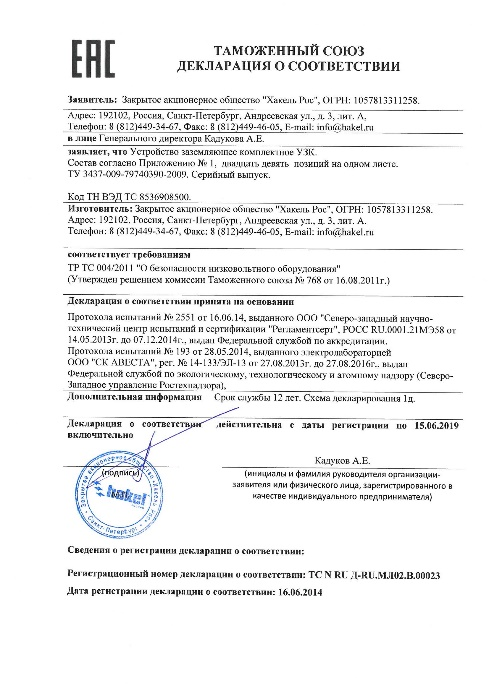 ЕАС
ТАМОЖЕННЫЙ СОЮЗ
ДЕКЛАРАЦИЯ О СООТВЕТСТВИИ
Заявитель: Закрытое акционерное общество "Хакель Рос", ОГРН: 1057813311258.
Адрес: 192102, Россия, Санкт-Петербург, Андреевская ул., д. 3, лит. А,
Телефон: 8 (812)449-34-67, Факс: 8 (812)449-46-05, E-mail: info@hakel.ru
в лице Генерального директора Кадукова А.Е.
заявляет, что Устройство заземляющее комплектное УЗК.
Состав согласно Приложению № 1, двадцать девять позиций на одном листе.
ТУ 3437-009-79740390-2009. Серийный выпуск.
Код ТН ВЭД ТС 8536908500.
Изготовитель: Закрытое акционерное общество "Хакель Рос", ОГРН: 1057813311258.
Адрес: 192102, Россия, Санкт-Петербург, Андреевская ул., д. 3, лит. А.
Телефон: 8 (812)449-34-67, Факс: 8 (812)449-46-05, E-mail: info@hakel.ru
соответствует требованиям
ТР ТС 004/2011 "О безопасности низковольтного оборудования"
(Утвержден решением комиссии Таможенного союза № 768 от 16.08.2011г.)
Декларация о соответствии принята на основании
Протокола испытаний № 2551 от 16.06.14, выданного ООО "Северо-западный научно-
технический центр испытаний и сертификации "Регламентсерт", РОСС RU.0001.21МЭ58 от
14.05.2013г. до 07.12.2014г., выдан Федеральной службой по аккредитации.
Протокола испытаний № 193 от 28.05.2014, выданного электролабораторией
ООО "СК АВЕСТА", рег. № 14-133/ЭЛ-13 от 27.08.2013г. до 27.08.2016г., выдан
Федеральной службой по экологическому, технологическому и атомному надзору (Северо-
Западное управление Ростехнадзора),
Дополнительная информация Срок службы 12 лет. Схема декларирования 1д.
Декларация о соответствии действительна с даты регистрации по 15.06.2019
включительно
(подпись)
hakel
Санкт-Петербург
Кадуков А.Е.
(инициалы и фамилия руководителя организации-
заявителя или физического лица, зарегистрированного в
качестве индивидуального предпринимателя)
Сведения о регистрации декларации о соответствии:
Регистрационный номер декларации о соответствии: ТС N RU Д-RU.МЛ02.В.00023
Дата регистрации декларации о соответствии: 16.06.2014